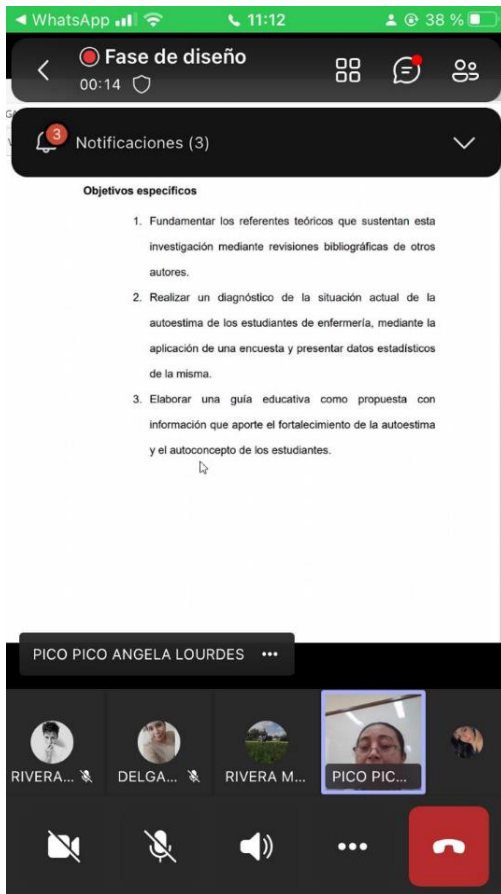 WhatsApp 11:12 38 %
Fase de diseño
00:14
3
Notificaciones (3)
Objetivos específicos
1. Fundamentar los referentes teóricos que sustentan esta
investigación mediante revisiones bibliográficas de otros
autores.
2. Realizar un diagnóstico de la situación actual de la
autoestima de los estudiantes de enfermería, mediante la
aplicación de una encuesta y presentar datos estadísticos
de la misma.
3. Elaborar una guía educativa como propuesta con
información que aporte el fortalecimiento de la autoestima
y el autoconcepto de los estudiantes.
PICO PICO ANGELA LOURDES
RIVERA... DELGA... RIVERA M... PICO PIC...